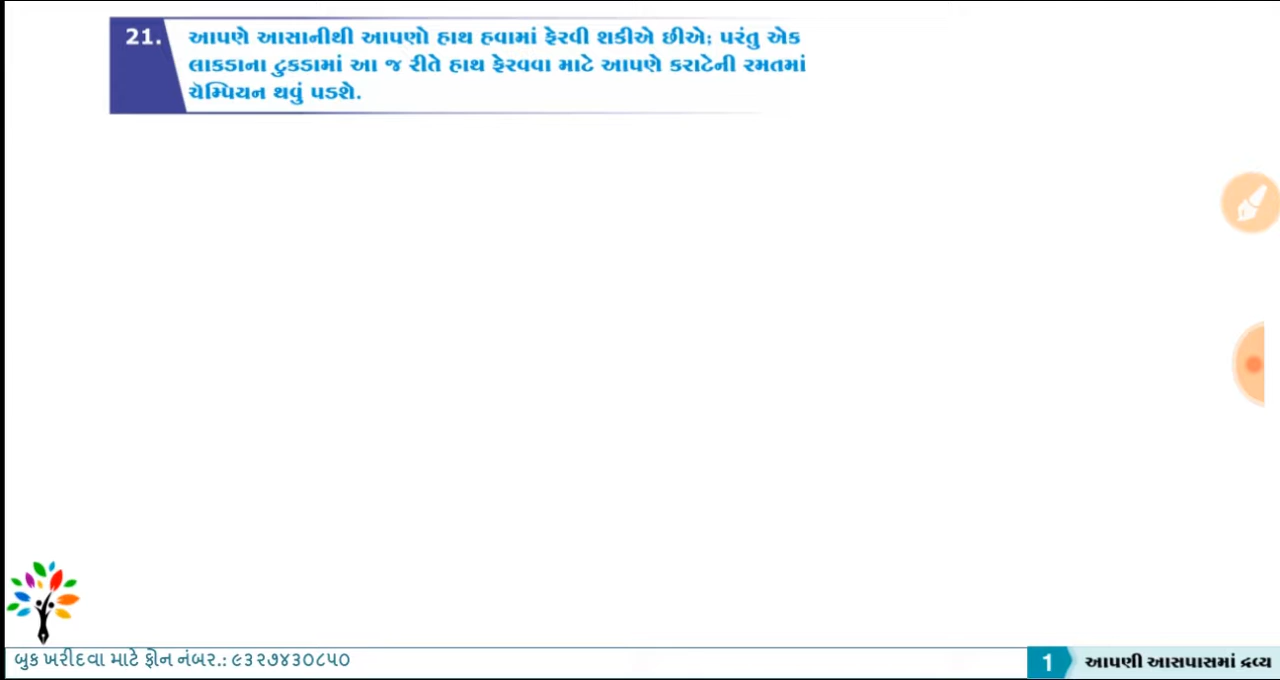 21. આપણે આસાનીથી આપણો હાથ હવામાં ફેરવી શકીએ છીએ; પરંતુ એક
લાકડાના ટુકડામાં આ જ રીતે હાથ ફેરવવા માટે આપણે કરાટેની રમતમાં
ચૅમ્પિયન થવું પડશે.
બુક ખરીદવા માટે ફોન નંબર.: ૯૩૨૭૪૩૦૮૫૦
1 આપણી આસપાસમાં દ્રવ્ય